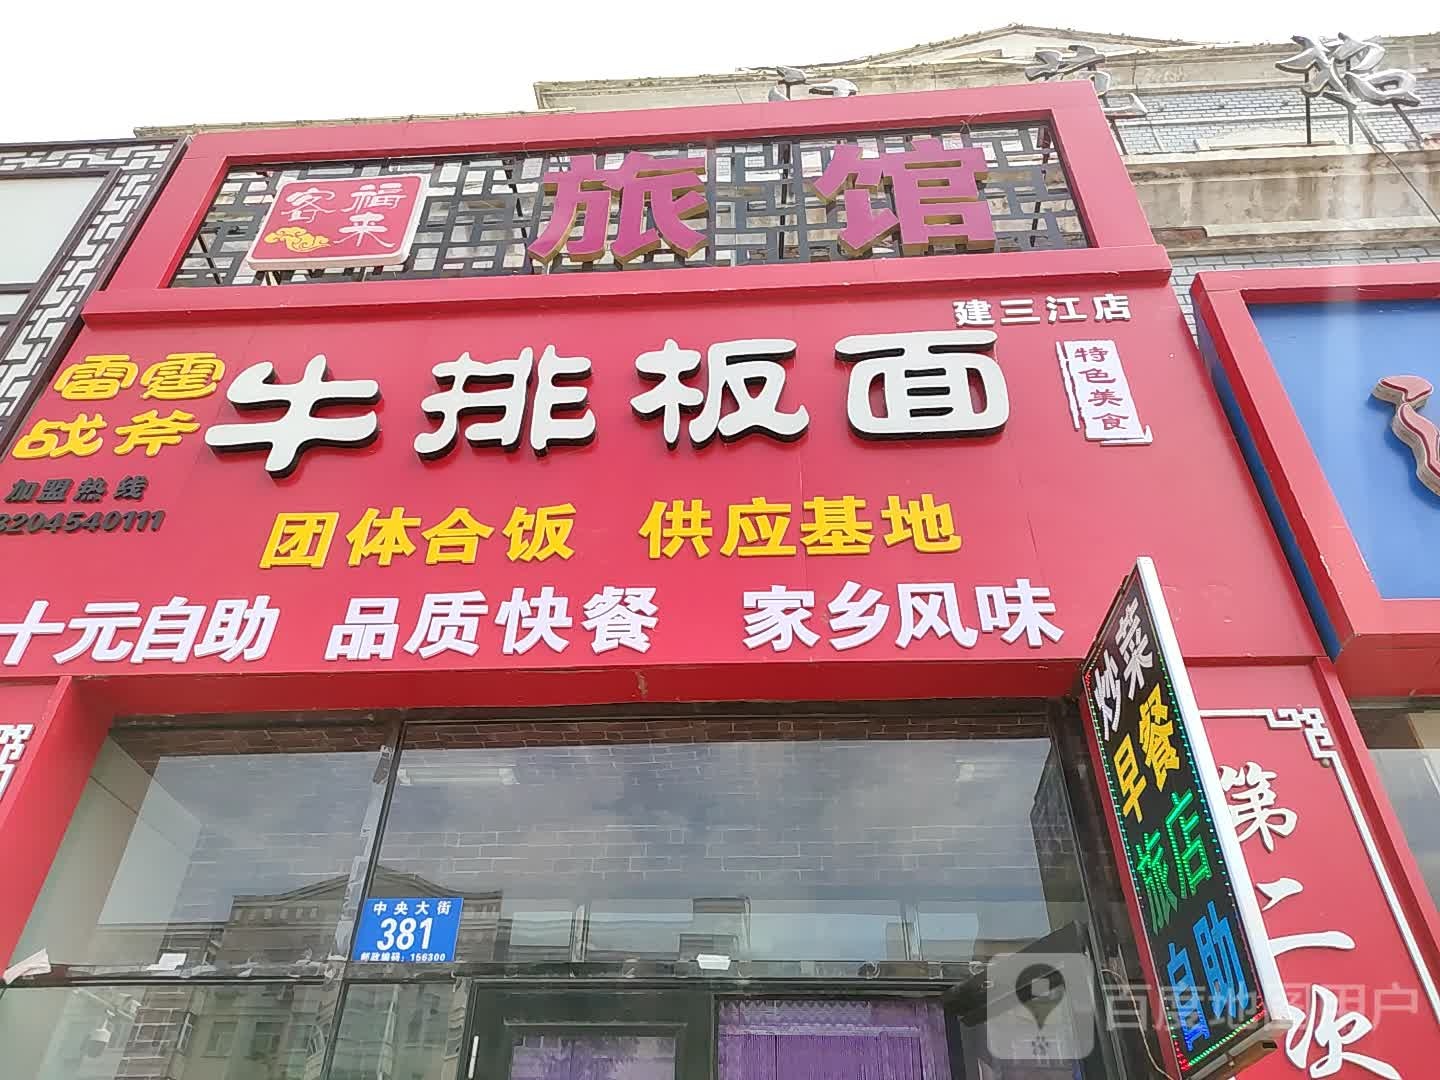 客福来
旅馆
建三江店
雷霆战斧
牛排板面
特色美食
加盟热线
8204540111
团体合饭 供应基地
十元自助 品质快餐 家乡风味
炒菜
早餐
旅店
自助
第二次
中央大街
381
邮政编码：156300
百度地图用户